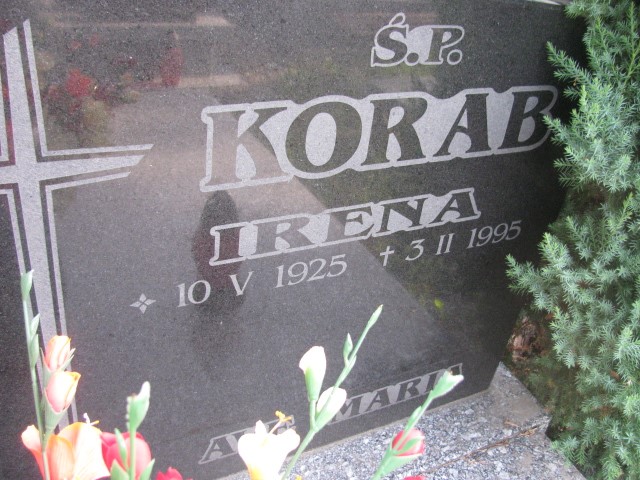 Ś.P.
KORAB
IRENA
10 V 1925 † 3 II 1995
MARIA